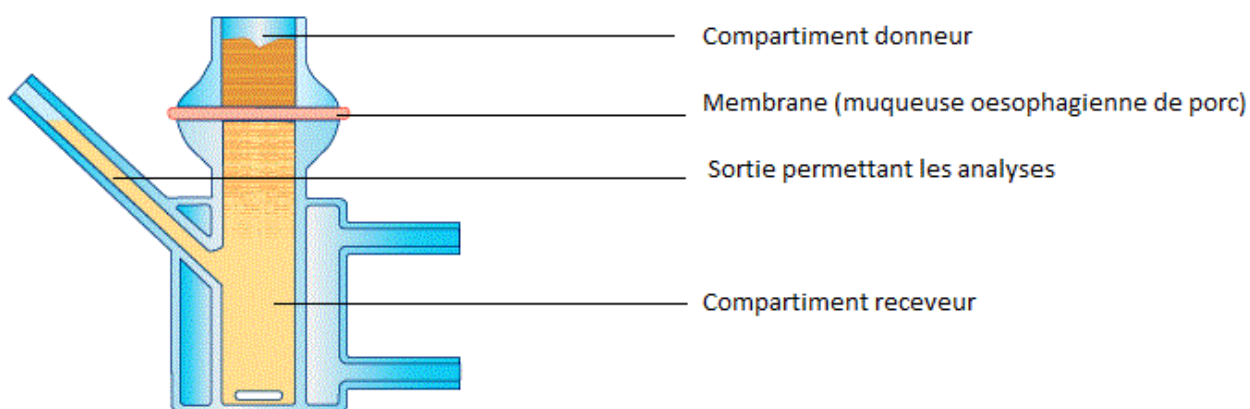 Compartiment donneur
Membrane (muqueuse oesophagienne de porc)
Sortie permettant les analyses
Compartiment receveur